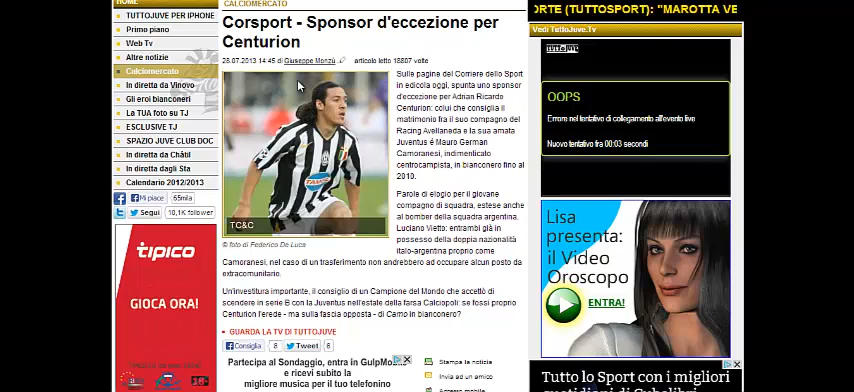 HOME
TUTTOJUVE PER IPHONE
Primo piano
Web Tv
Altre notizie
Calciomercato
In diretta da Vinovo
Gli eroi bianconeri
La TUA foto su TJ
ESCLUSIVE TJ
SPAZIO JUVE CLUB DOC
In diretta da Châtil
In diretta dagli Sta
Calendario 2012/2013
Mi piace 65mila
Segui 10,1K follower
tipico
GIOCA ORA!
18+
CALCIOMERCATO
Corsport - Sponsor d'eccezione per
Centurion
28.07.2013 14:45 di Giuseppe Monzù articolo letto 18807 volte
TC&C
© foto di Federico De Luca
Sulle pagine del Corriere dello Sport
in edicola oggi, spunta uno sponsor
d'eccezione per Adrian Ricardo
Centurion: colui che consiglia il
matrimonio fra il suo compagno del
Racing Avellaneda e la sua amata
Juventus é Mauro German
Camoranesi, indimenticato
centrocampista, in bianconero fino al
2010.
Parole di elogio per il giovane
compagno di squadra, estese anche
al bomber della squadra argentina,
Luciano Vietto: entrambi già in
possesso della doppia nazionalità
italo-argentina proprio come
Camoranesi, nel caso di un trasferimento non andrebbero ad occupare alcun posto da
extracomunitario.
Un'investitura importante, il consiglio di un Campione del Mondo che accettò di
scendere in serie B con la Juventus nell'estate della farsa Calciopoli: se fossi proprio
Centurion l'erede - ma sulla fascia opposta - di Camo in bianconero?
GUARDA LA TV DI TUTTOJUVE
Consiglia 8 Tweet 6
Partecipa al Sondaggio, entra in GulpMo
e ricevi subito la
migliore musica per il tuo telefonino
Stampa la notizia
Invia ad un amico
Accesso mobile
ORTE (TUTTOSPORT): "MAROTTA VE
Vedi TuttoJuve.Tv
TUTTOJUVE
OOPS
Errore nel tentativo di collegamento all'evento live
Nuovo tentativo fra 00:03 secondi
Lisa
presenta:
il Video
Oroscopo
ENTRA!
Tutto lo Sport con i migliori